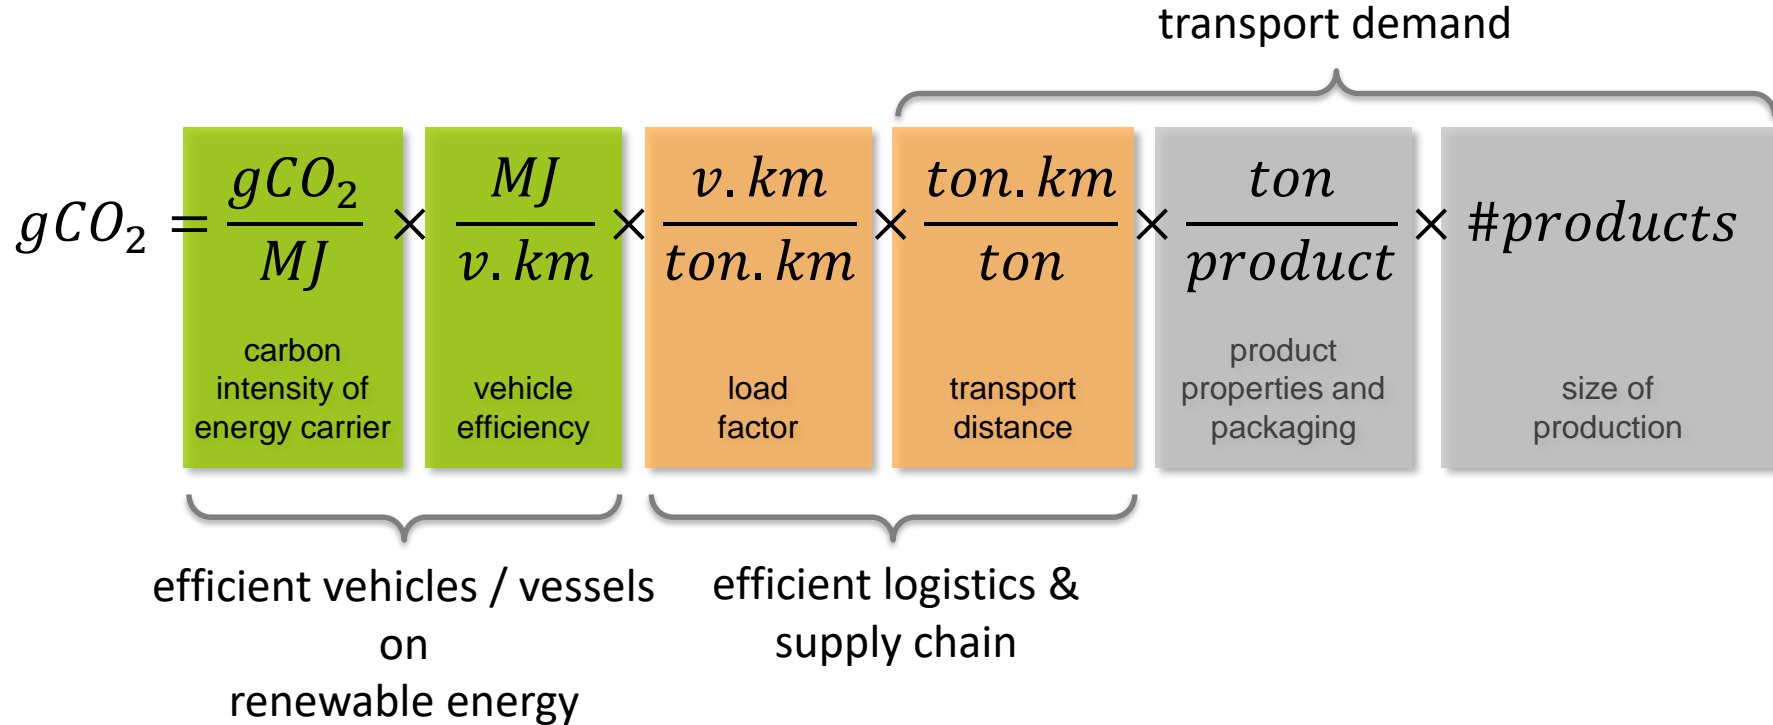 transport demand
gCO₂ = gCO₂/MJ × MJ/v.km × v.km/ton.km × ton.km/ton × ton/product × #products
carbon
intensity of
energy carrier
vehicle
efficiency
load
factor
transport
distance
product
properties and
packaging
size of
production
efficient vehicles / vessels
on
renewable energy
efficient logistics &
supply chain